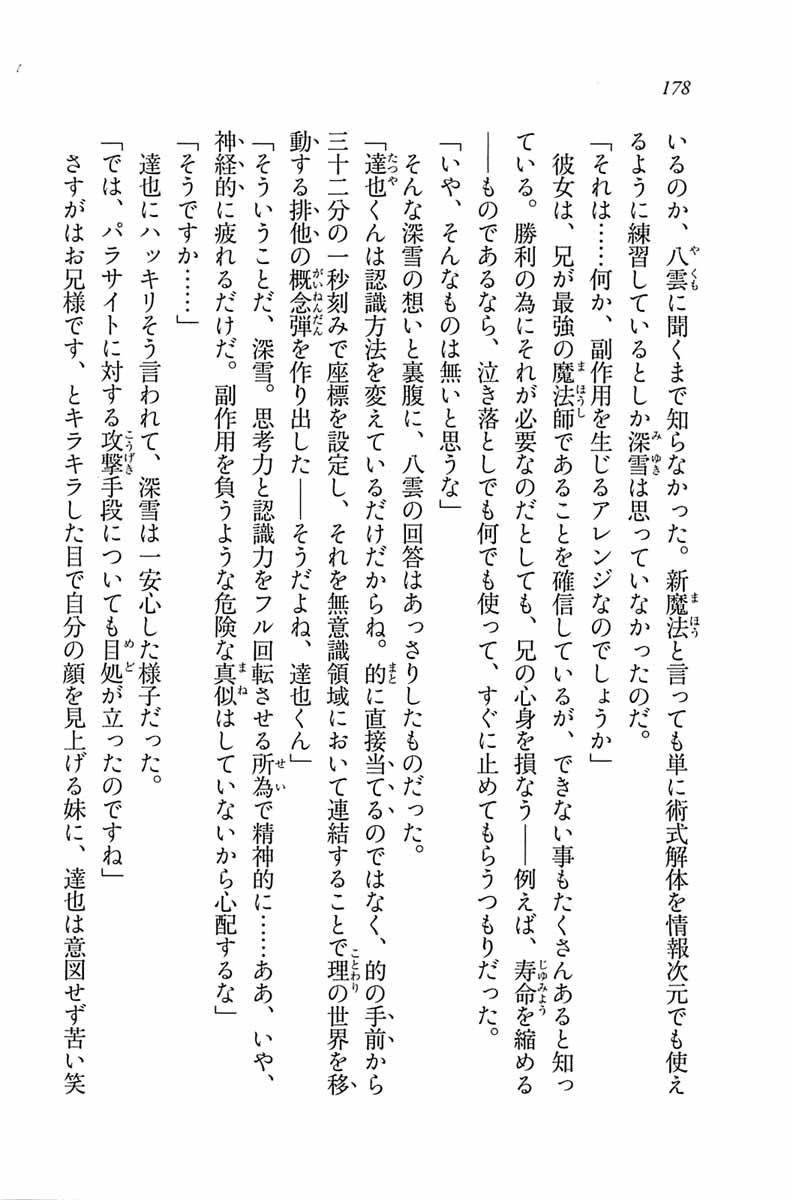 178
いるのか、八雲に聞くまで知らなかった。新魔法と言っても単に術式解体を情報次元でも使え
るように練習しているとしか深雪は思っていなかったのだ。
「それは……何か、副作用を生じるアレンジなのでしょうか」
彼女は、兄が最強の魔法師であることを確信しているが、できない事もたくさんあると知っ
ている。勝利の為にそれが必要なのだとしても、兄の心身を損なう――例えば、寿命を縮める
――ものであるなら、泣き落としでも何でも使って、すぐに止めてもらうつもりだった。
「いや、そんなものは無いと思うな」
そんな深雪の想いと裏腹に、八雲の回答はあっさりしたものだった。
「達也くんは認識方法を変えているだけだからね。的に直接当てるのではなく、的の手前から
三十二分の一秒刻みで座標を設定し、それを無意識領域において連結することで理の世界を移
動する排他の概念弾を作り出した――そうだよね、達也くん」
「そういうことだ、深雪。思考力と認識力をフル回転させる所為で精神的に……ああ、いや、
神経的に疲れるだけだ。副作用を負うような危険な真似はしていないから心配するな」
「そうですか……」
達也にハッキリそう言われて、深雪は一安心した様子だった。
「では、パラサイトに対する攻撃手段についても目処が立ったのですね」
さすがはお兄様です、とキラキラした目で自分の顔を見上げる妹に、達也は意図せず苦い笑